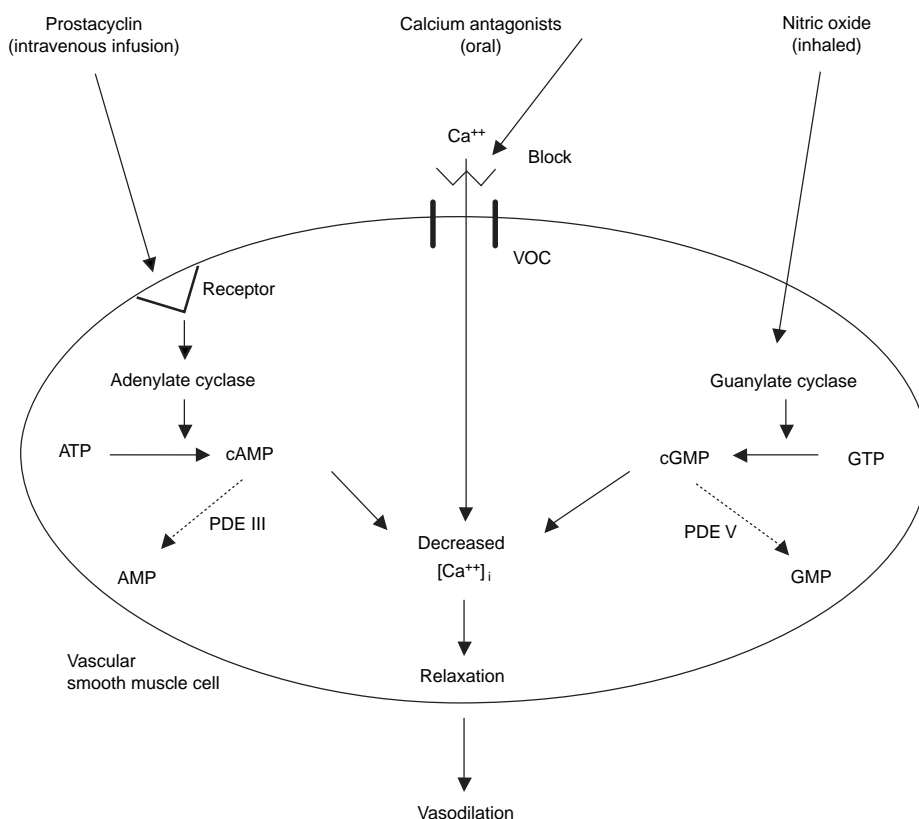 Prostacyclin
(intravenous infusion)
Calcium antagonists
(oral)
Nitric oxide
(inhaled)
Ca++
Block
VOC
Receptor
Adenylate cyclase
Guanylate cyclase
ATP
cAMP
cGMP
GTP
PDE III
PDE V
Decreased
[Ca++] i
AMP
GMP
Vascular
smooth muscle cell
Relaxation
Vasodilation